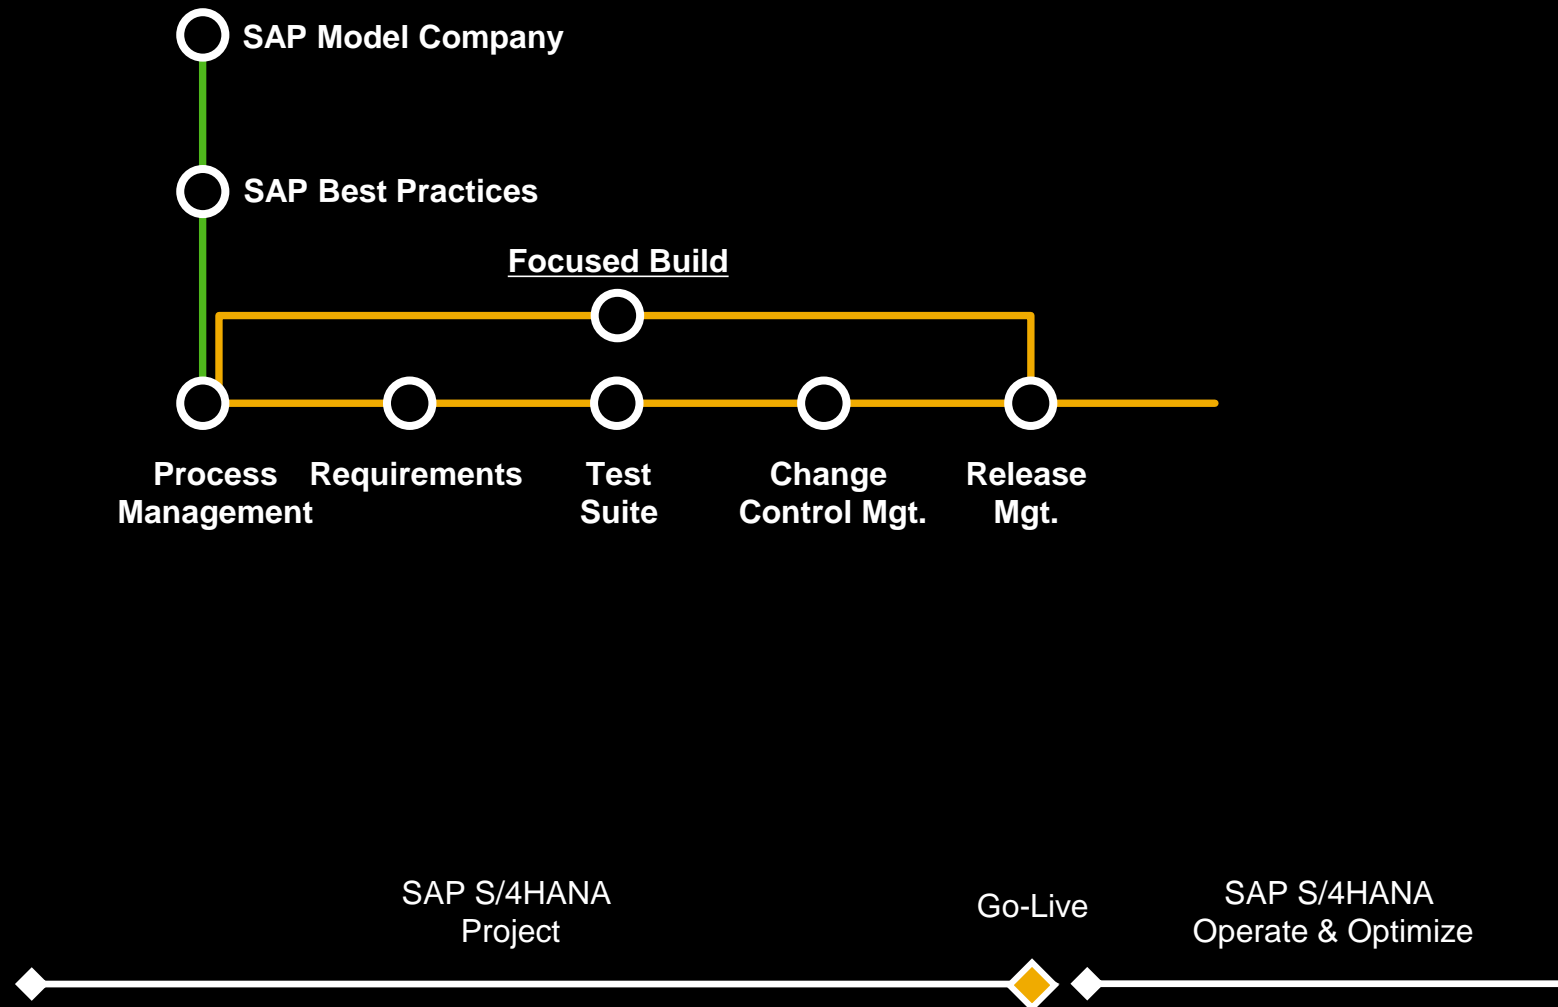 SAP Model Company
SAP Best Practices
Focused Build
Process
Management
Requirements
Test
Suite
Change
Control Mgt.
Release
Mgt.
SAP S/4HANA
Project
Go-Live
SAP S/4HANA
Operate & Optimize